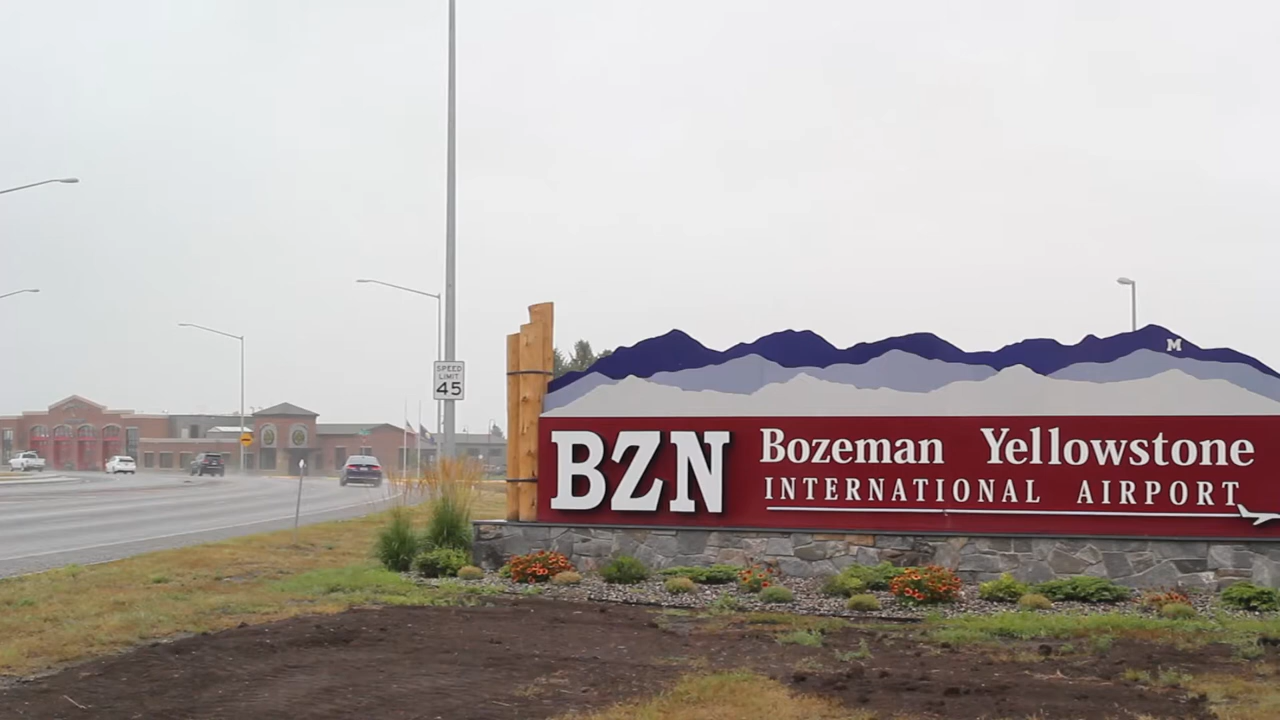 SPEED
LIMIT
45
M
BZN
Bozeman Yellowstone
INTERNATIONAL AIRPORT